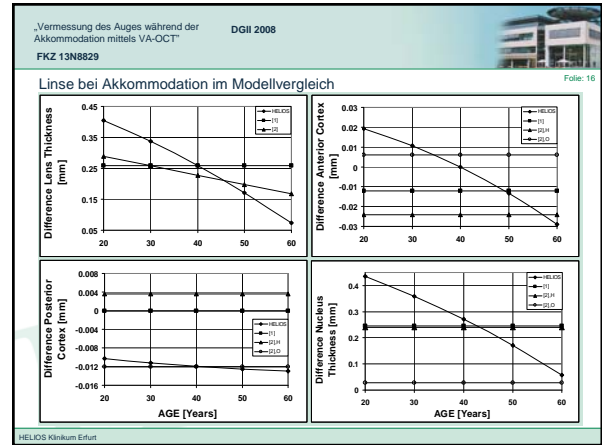 „Vermessung des Auges während der
Akkommodation mittels VA-OCT"
DGII 2008
FKZ 13N8829
Folie: 16
Linse bei Akkommodation im Modellvergleich
Difference Lens Thickness
[mm]
0.45
0.35
0.25
0.15
0.05
20 30 40 50 60
HELIOS
[1]
[2]
Difference Anterior Cortex
[mm]
0.03
0.02
0.01
0
-0.01
-0.02
-0.03
20 30 40 50 60
HELIOS
[1]
[2],H
[2],O
Difference Posterior
Cortex [mm]
0.008
0.004
0.000
-0.004
-0.008
-0.012
-0.016
20 30 40 50 60
AGE [Years]
HELIOS
[1]
[2],H
[2],O
Difference Nucleus
Thickness [mm]
0.4
0.3
0.2
0.1
0
20 30 40 50 60
AGE [Years]
HELIOS
[1]
[2],H
[2],O
HELIOS Klinikum Erfurt